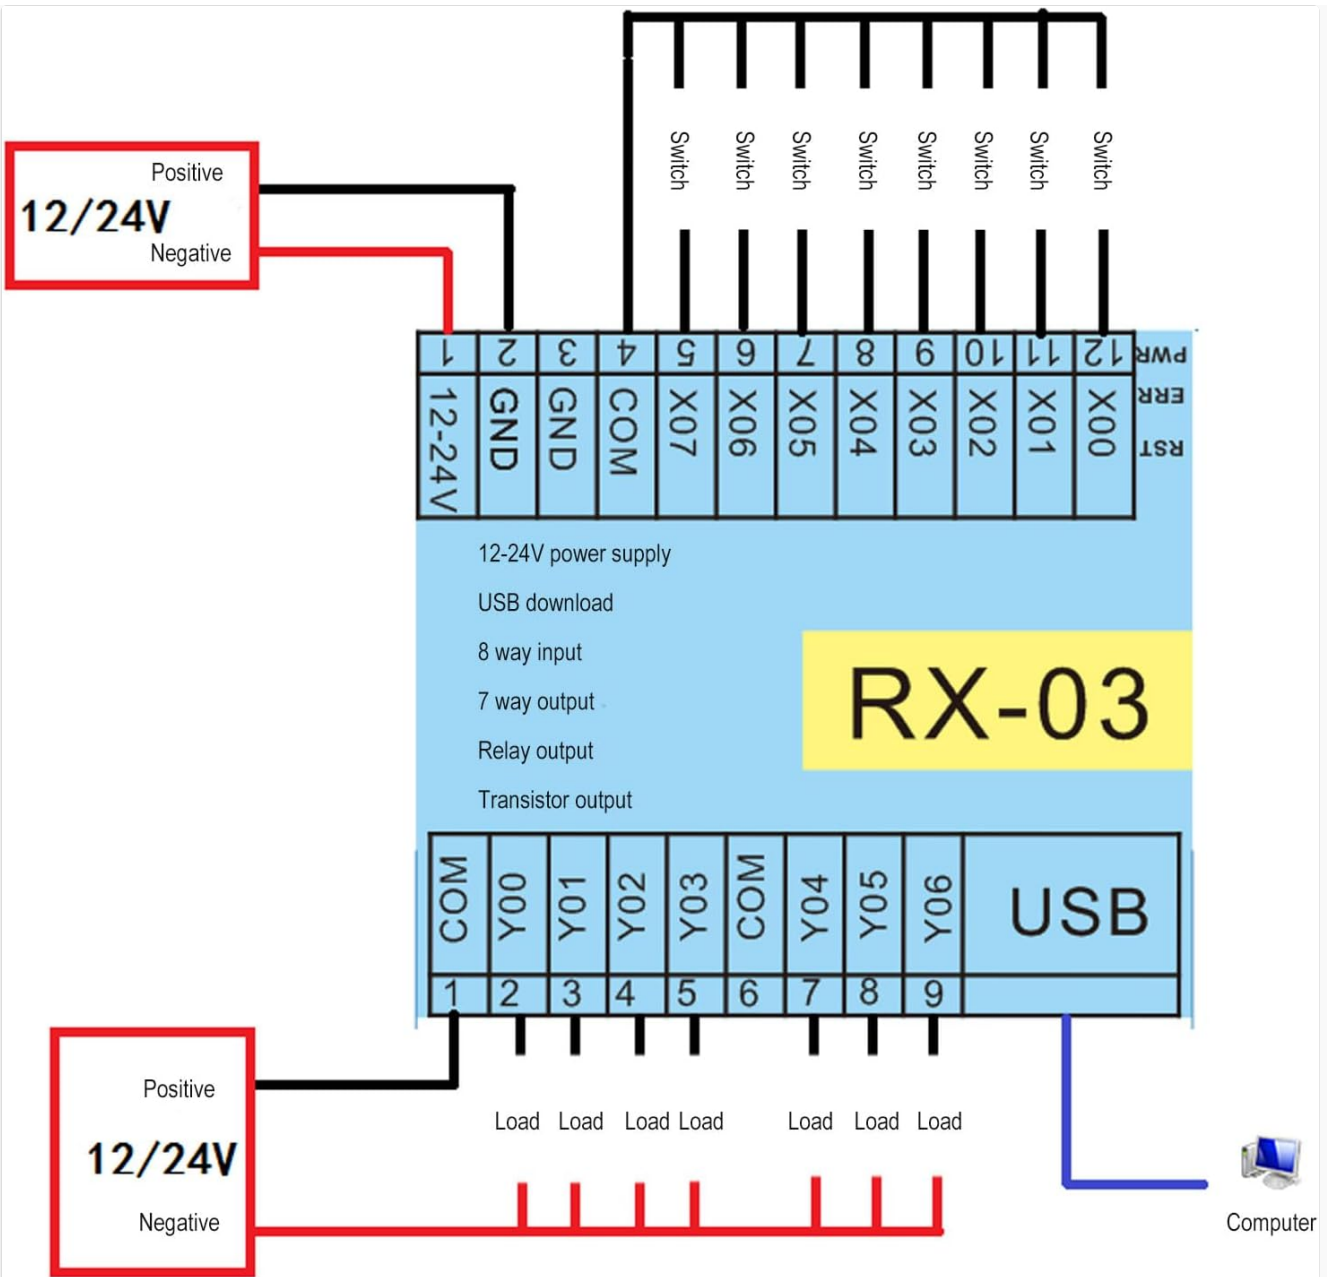 Switch
Switch
Switch
Switch
Switch
Switch
Switch
Switch
Positive
12/24V
Negative
1 2 3 4 5 6 7 8 9 10 11 12 PWR
12-24V GND GND COM X07 X06 X05 X04 X03 X02 X01 X00
ERR
RST
12-24V power supply
USB download
8 way input
7 way output
Relay output
Transistor output
RX-03
COM Y00 Y01 Y02 Y03 COM Y04 Y05 Y06 USB
1 2 3 4 5 6 7 8 9
Positive
12/24V
Negative
Load Load Load Load Load Load Load
Computer